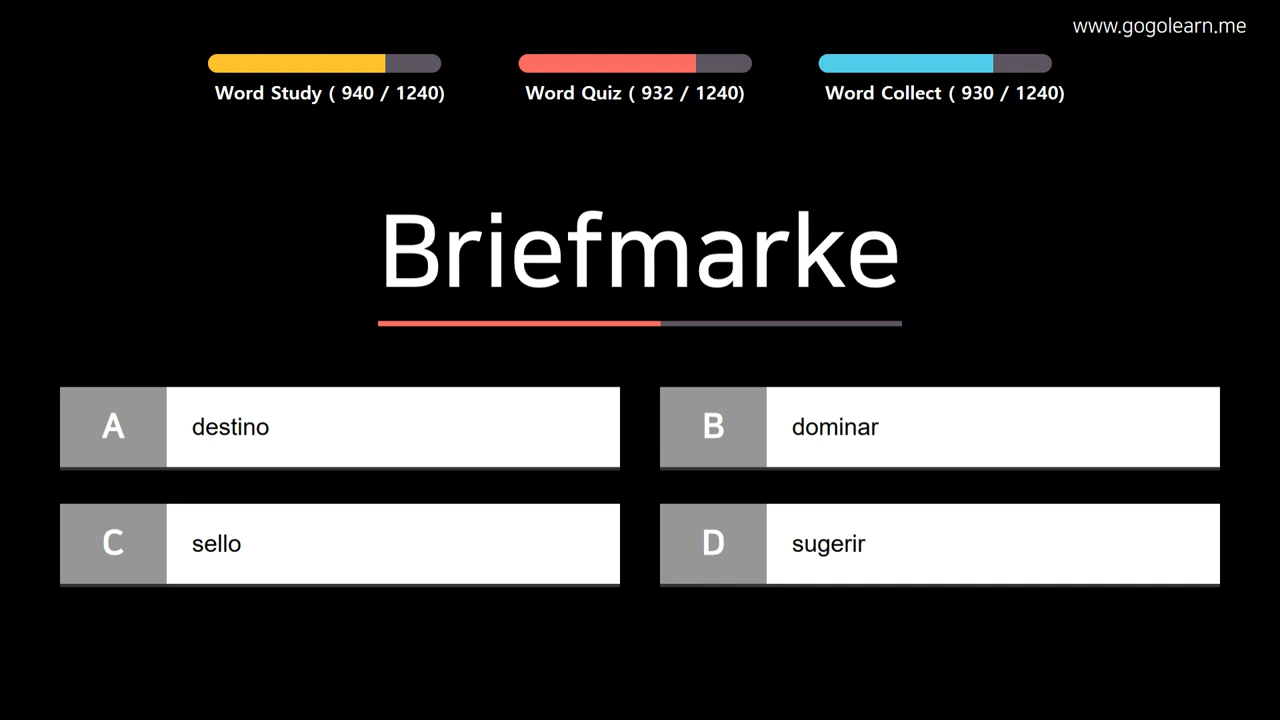 www.gogolearn.me
Word Study ( 940 / 1240)
Word Quiz ( 932 / 1240)
Word Collect ( 930 / 1240)
Briefmarke
A destino
B dominar
C sello
D sugerir